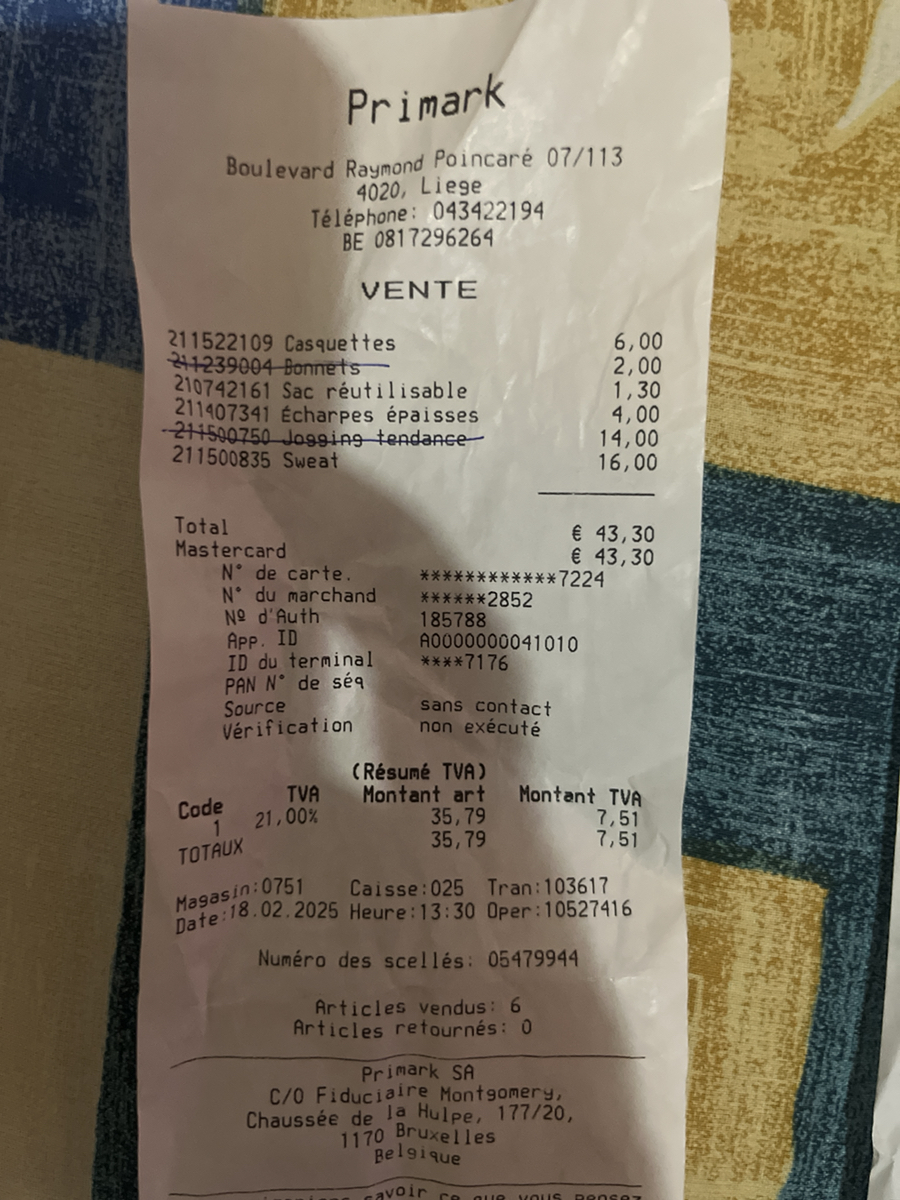 Primark
Boulevard Raymond Poincaré 07/113
4020, Liege
Téléphone: 043422194
BE 0817296264
VENTE
211522109 Casquettes 6,00
211239004 Bonnets 2,00
210742161 Sac réutilisable 1,30
211407341 Écharpes épaisses 4,00
211500750 Jogging tendance 14,00
211500835 Sweat 16,00
Total € 43,30
Mastercard € 43,30
N° de carte. ************7224
N° du marchand ******2852
Nº d'Auth 185788
App. ID A0000000041010
ID du terminal ****7176
PAN N° de séq
Source sans contact
Vérification non exécuté
(Résumé TVA)
Code TVA Montant art Montant TVA
1 21,00% 35,79 7,51
TOTAUX 35,79 7,51
Magasin:0751 Caisse:025 Tran:103617
Date:18.02.2025 Heure:13:30 Oper:10527416
Numéro des scellés: 05479944
Articles vendus: 6
Articles retournés: 0
Primark SA
C/O Fiduciaire Montgomery,
Chaussée de la Hulpe, 177/20,
1170 Bruxelles
Belgique
savoir ce que vous pensez